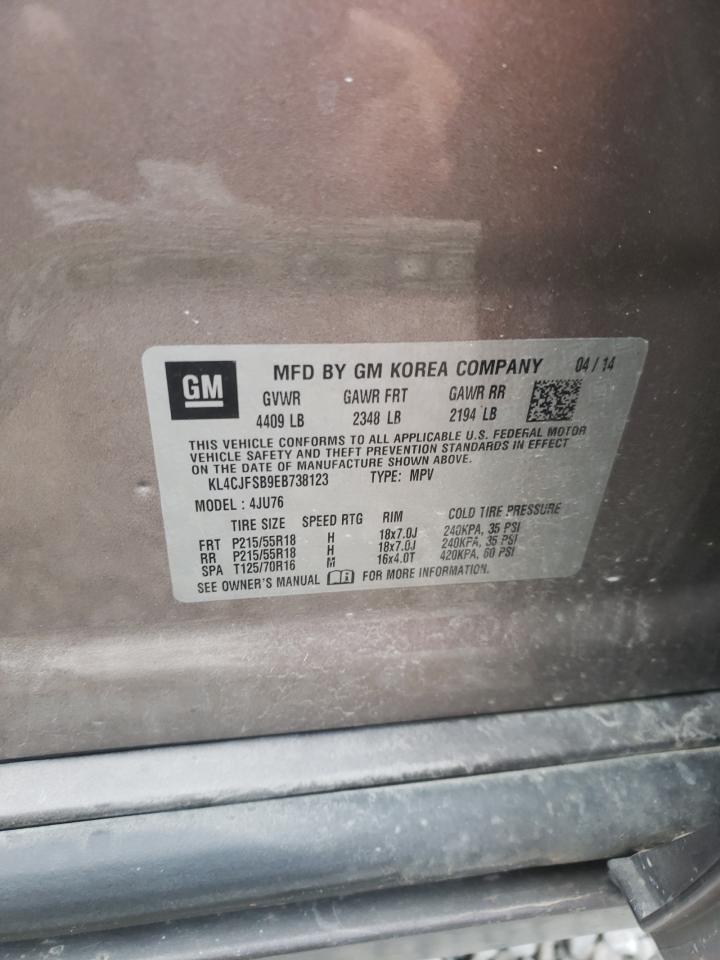 GM
MFD BY GM KOREA COMPANY 04 / 14
GVWR GAWR FRT GAWR RR
4409 LB 2348 LB 2194 LB
THIS VEHICLE CONFORMS TO ALL APPLICABLE U.S. FEDERAL MOTOR
VEHICLE SAFETY AND THEFT PREVENTION STANDARDS IN EFFECT
ON THE DATE OF MANUFACTURE SHOWN ABOVE.
KL4CJFSB9EB738123 TYPE: MPV
MODEL : 4JU76
TIRE SIZE SPEED RTG RIM COLD TIRE PRESSURE
FRT P215/55R18 H 18x7.0J 240KPA, 35 PSI
RR P215/55R18 H 18x7.0J 240KPA, 35 PSI
SPA T125/70R16 M 16x4.0T 420KPA, 60 PSI
SEE OWNER'S MANUAL FOR MORE INFORMATION.